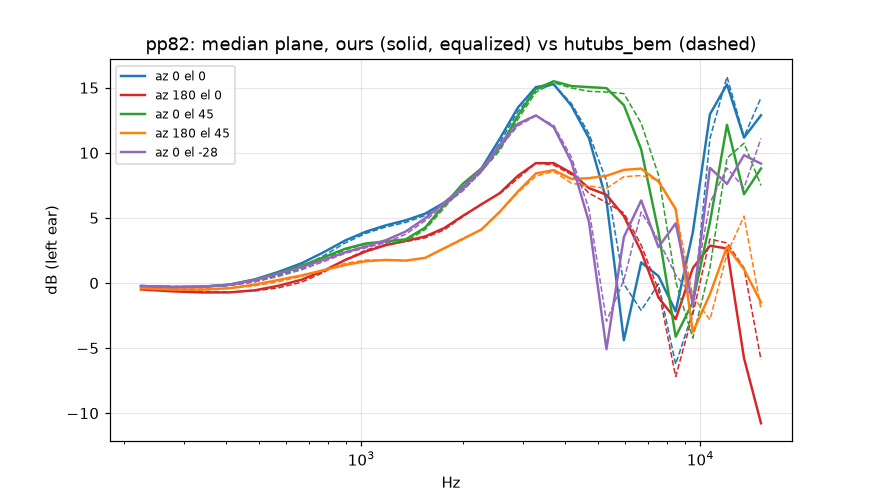 pp82: median plane, ours (solid, equalized) vs hutubs_bem (dashed)
az 0 el 0
az 180 el 0
az 0 el 45
az 180 el 45
az 0 el -28
dB (left ear)
15
10
5
0
−5
−10
10³
10⁴
Hz